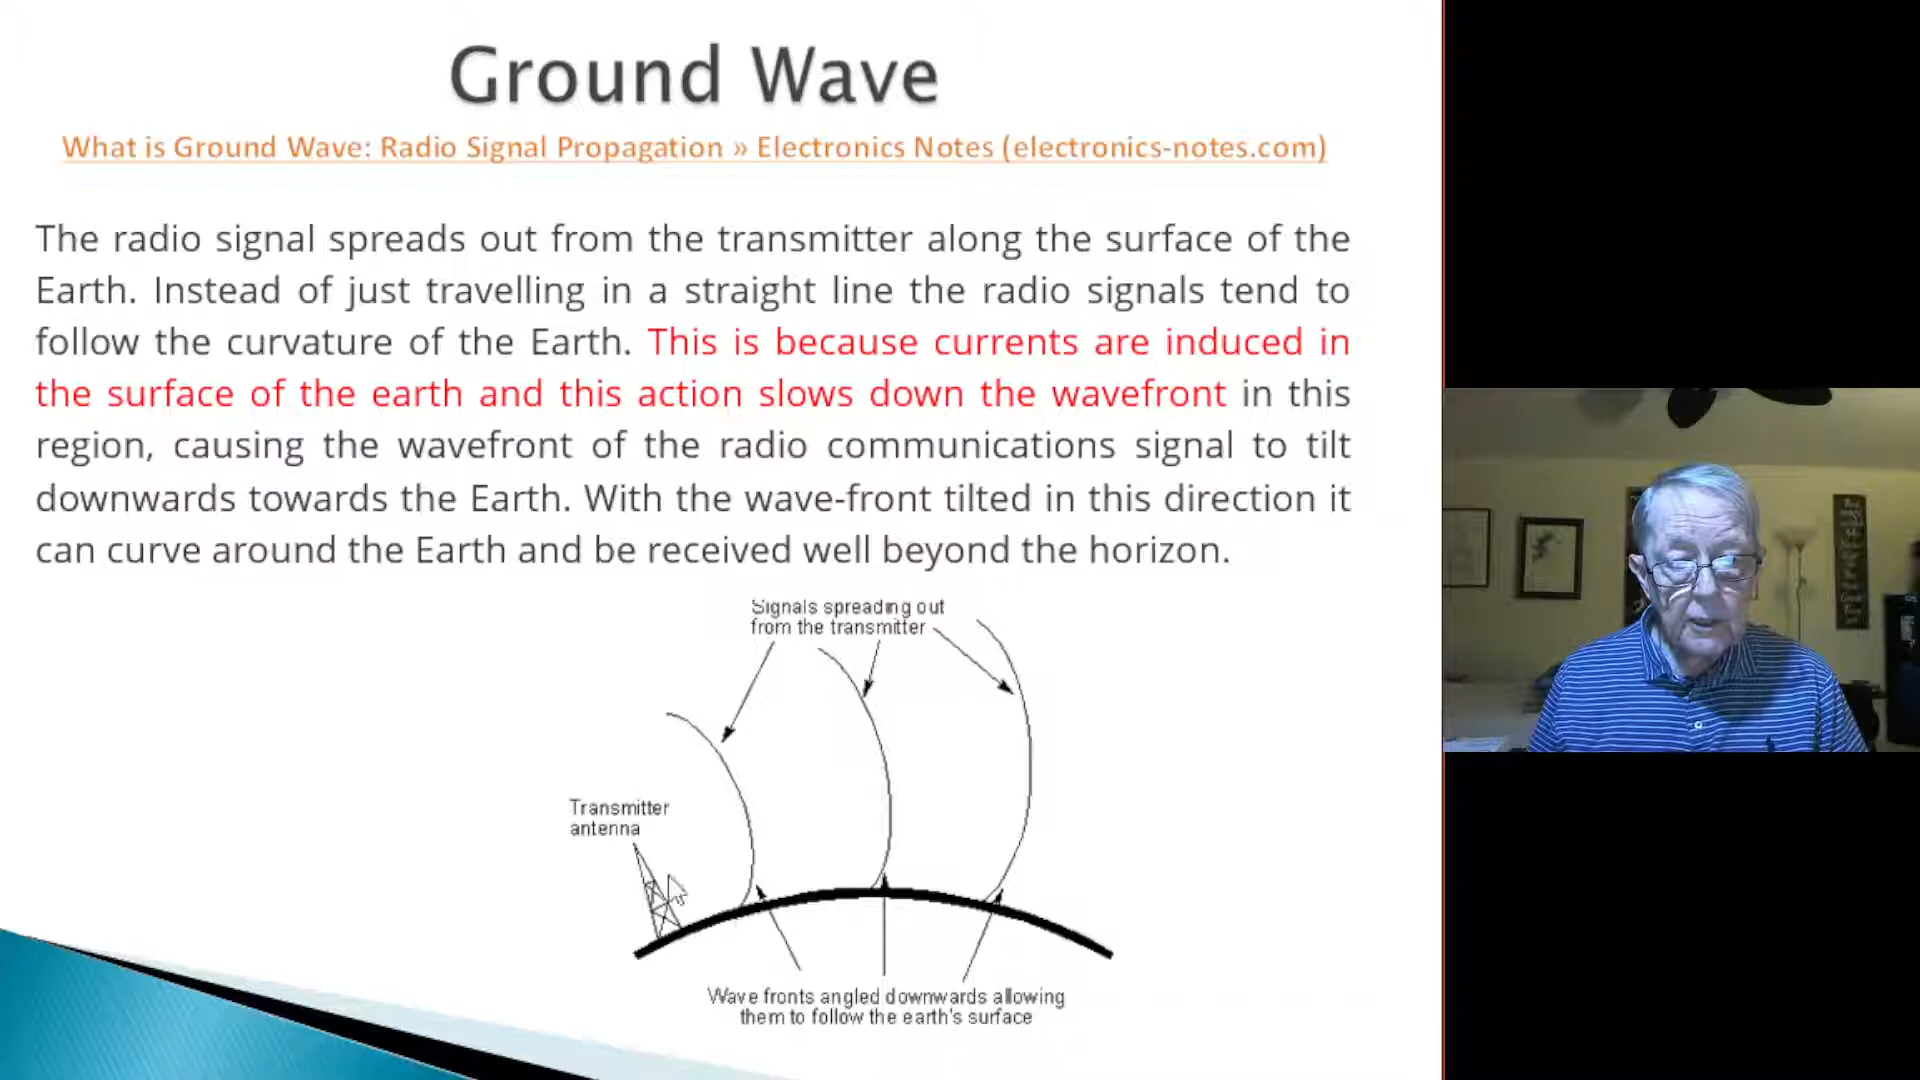 Ground Wave
What is Ground Wave: Radio Signal Propagation » Electronics Notes (electronics-notes.com)
The radio signal spreads out from the transmitter along the surface of the
Earth. Instead of just travelling in a straight line the radio signals tend to
follow the curvature of the Earth. This is because currents are induced in
the surface of the earth and this action slows down the wavefront in this
region, causing the wavefront of the radio communications signal to tilt
downwards towards the Earth. With the wave-front tilted in this direction it
can curve around the Earth and be received well beyond the horizon.
Signals spreading out
from the transmitter
Transmitter
antenna
Wave fronts angled downwards allowing
them to follow the earth's surface